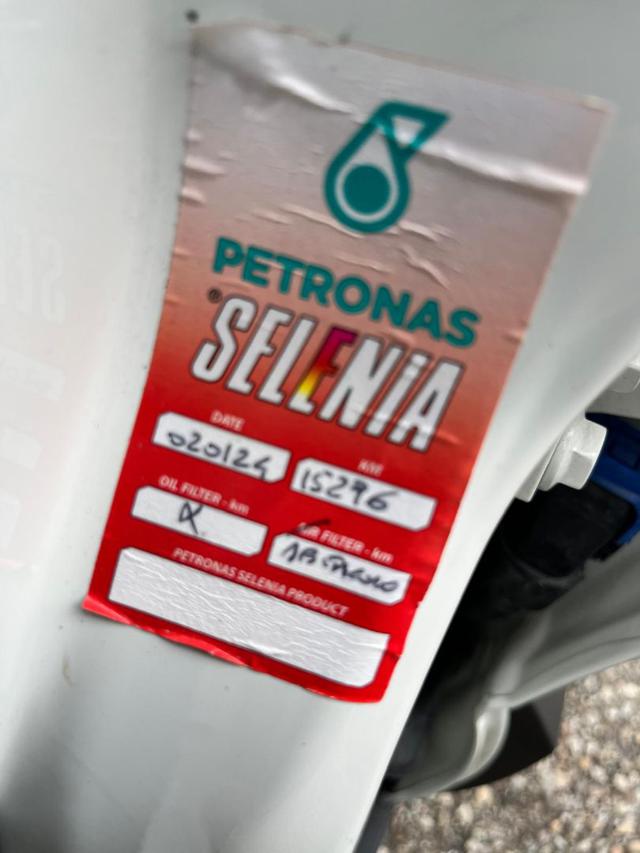 PETRONAS
® SELENIA
DATE KM
020124 15296
OIL FILTER - km AIR FILTER - km
X
PETRONAS SELENIA PRODUCT